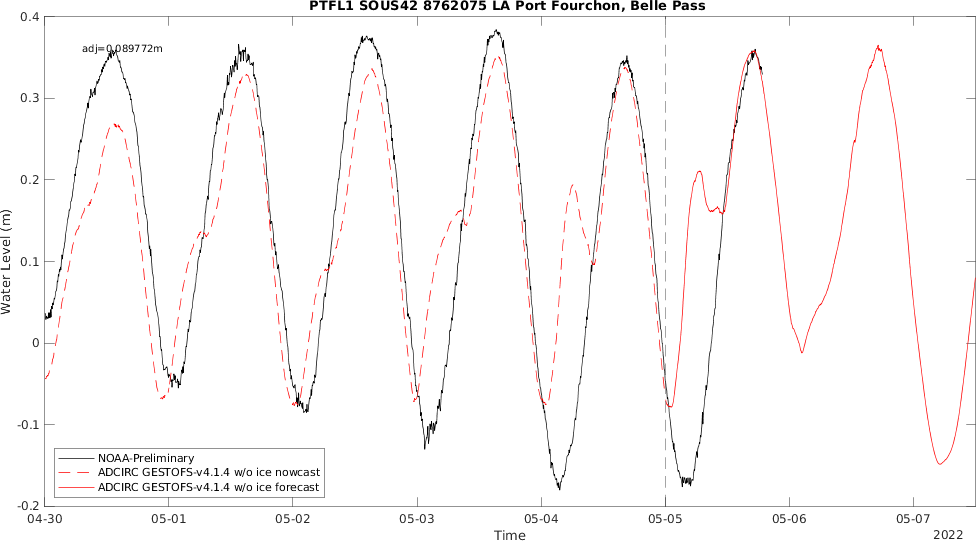 PTFL1 SOUS42 8762075 LA Port Fourchon, Belle Pass
adj=0.089772m
0.4
0.3
0.2
0.1
0
-0.1
-0.2
Water Level (m)
NOAA-Preliminary
ADCIRC GESTOFS-v4.1.4 w/o ice nowcast
ADCIRC GESTOFS-v4.1.4 w/o ice forecast
04-30 05-01 05-02 05-03 05-04 05-05 05-06 05-07
Time
2022